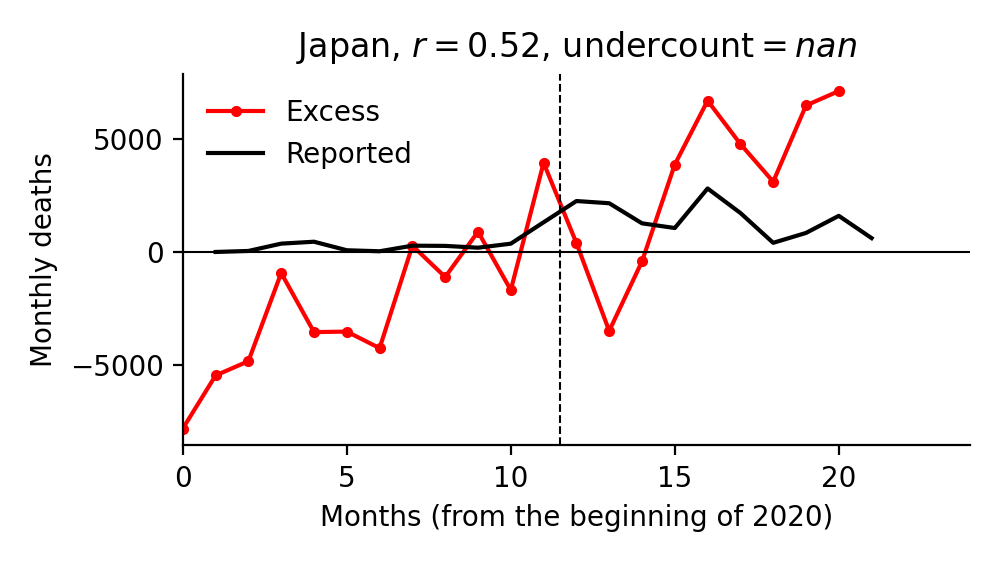 Japan, r = 0.52, undercount = nan
Excess
Reported
Monthly deaths
5000
0
−5000
0
5
10
15
20
Months (from the beginning of 2020)